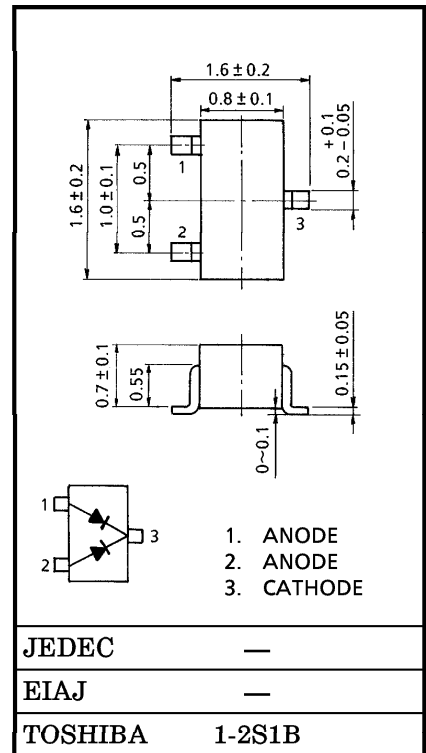 1.6 ± 0.2
0.8 ± 0.1
+ 0.1
0.2 − 0.05
1.6 ± 0.2
1.0 ± 0.1
0.5
0.5
1
2
3
0.7 ± 0.1
0.55
0~0.1
0.15 ± 0.05
1
2
3
1. ANODE
2. ANODE
3. CATHODE
JEDEC —
EIAJ —
TOSHIBA 1-2S1B